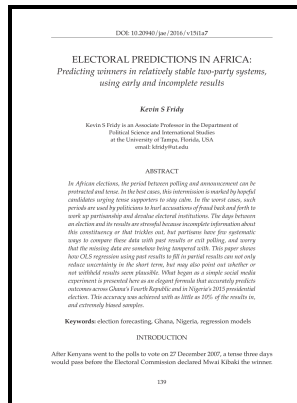 DOI: 10.20940/jae/2016/v15i1a7
ELECTORAL PREDICTIONS IN AFRICA:
Predicting winners in relatively stable two-party systems,
using early and incomplete results
Kevin S Fridy
Kevin S Fridy is an Associate Professor in the Department of
Political Science and International Studies
at the University of Tampa, Florida, USA
email: kfridy@ut.edu
ABSTRACT
In African elections, the period between polling and announcement can be
protracted and tense. In the best cases, this intermission is marked by hopeful
candidates urging tense supporters to stay calm. In the worst cases, such
periods are used by politicians to hurl accusations of fraud back and forth to
work up partisanship and devalue electoral institutions. The days between
an election and its results are stressful because incomplete information about
this constituency or that trickles out, but partisans have few systematic
ways to compare these data with past results or exit polling, and worry
that the missing data are somehow being tampered with. This paper shows
how OLS regression using past results to fill in partial results can not only
reduce uncertainty in the short term, but may also point out whether or
not withheld results seem plausible. What began as a simple social media
experiment is presented here as an elegant formula that accurately predicts
outcomes across Ghana's Fourth Republic and in Nigeria's 2015 presidential
election. This accuracy was achieved with as little as 10% of the results in,
and extremely biased samples.
Keywords: election forecasting, Ghana, Nigeria, regression models
INTRODUCTION
After Kenyans went to the polls to vote on 27 December 2007, a tense three days
would pass before the Electoral Commission declared Mwai Kibaki the winner.
139